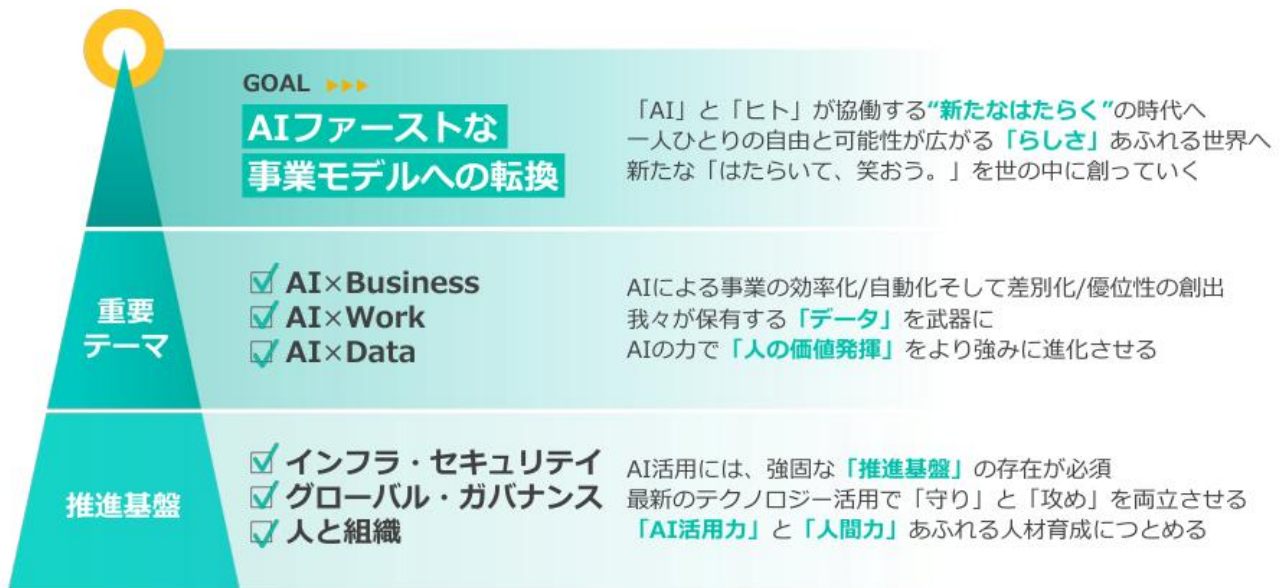 GOAL ▶▶▶
AIファーストな
事業モデルへの転換
「AI」と「ヒト」が協働する“新たなはたらく”の時代へ
一人ひとりの自由と可能性が広がる「らしさ」あふれる世界へ
新たな「はたらいて、笑おう。」を世の中に創っていく
重要
テーマ
AI×Business
AI×Work
AI×Data
AIによる事業の効率化/自動化そして差別化/優位性の創出
我々が保有する「データ」を武器に
AIの力で「人の価値発揮」をより強みに進化させる
推進基盤
インフラ・セキュリテイ
グローバル・ガバナンス
人と組織
AI活用には、強固な「推進基盤」の存在が必須
最新のテクノロジー活用で「守り」と「攻め」を両立させる
「AI活用力」と「人間力」あふれる人材育成につとめる